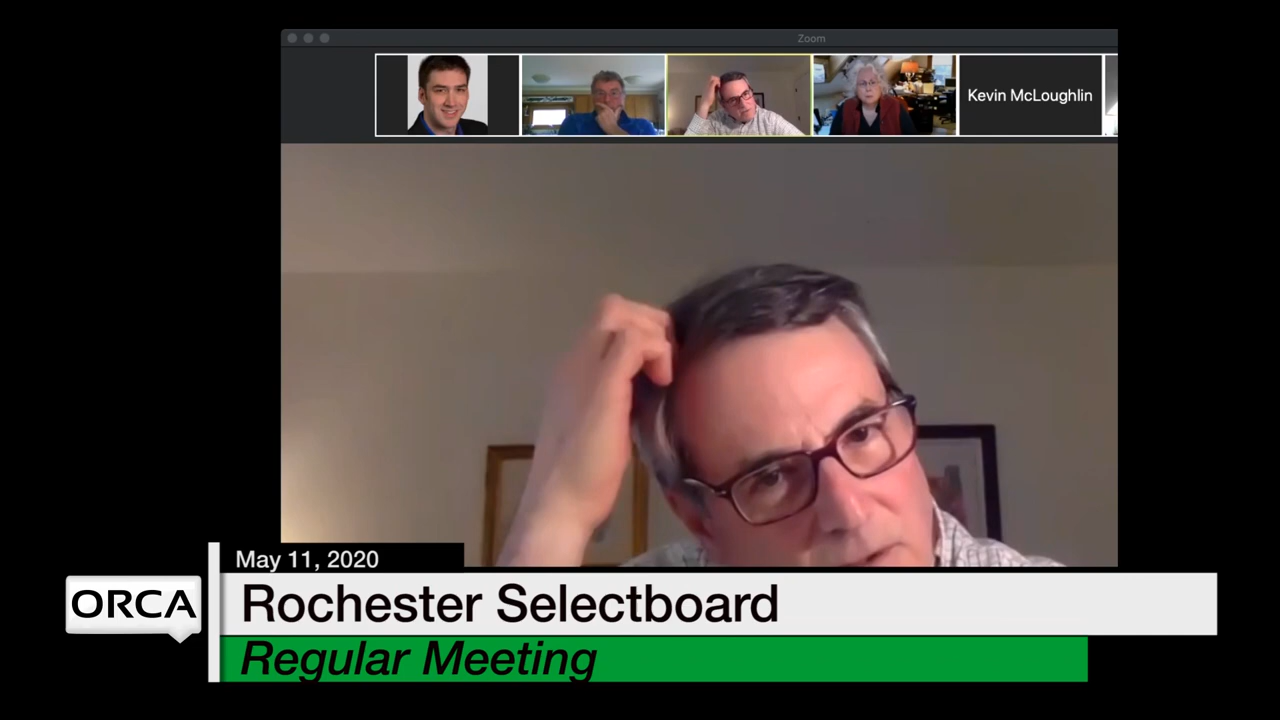 Zoom
Kevin McLoughlin
May 11, 2020
ORCA
Rochester Selectboard
Regular Meeting